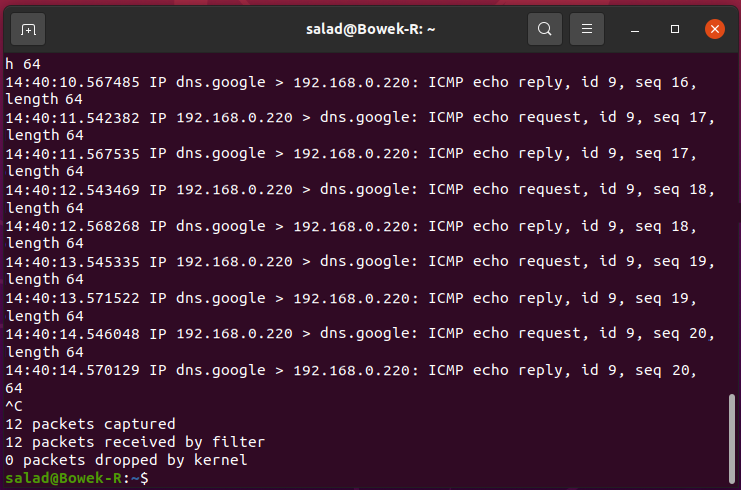 salad@Bowek-R: ~
h 64
14:40:10.567485 IP dns.google > 192.168.0.220: ICMP echo reply, id 9, seq 16,
length 64
14:40:11.542382 IP 192.168.0.220 > dns.google: ICMP echo request, id 9, seq 17,
length 64
14:40:11.567535 IP dns.google > 192.168.0.220: ICMP echo reply, id 9, seq 17,
length 64
14:40:12.543469 IP 192.168.0.220 > dns.google: ICMP echo request, id 9, seq 18,
length 64
14:40:12.568268 IP dns.google > 192.168.0.220: ICMP echo reply, id 9, seq 18,
length 64
14:40:13.545335 IP 192.168.0.220 > dns.google: ICMP echo request, id 9, seq 19,
length 64
14:40:13.571522 IP dns.google > 192.168.0.220: ICMP echo reply, id 9, seq 19,
length 64
14:40:14.546048 IP 192.168.0.220 > dns.google: ICMP echo request, id 9, seq 20,
length 64
14:40:14.570129 IP dns.google > 192.168.0.220: ICMP echo reply, id 9, seq 20,
64
^C
12 packets captured
12 packets received by filter
0 packets dropped by kernel
salad@Bowek-R:~$